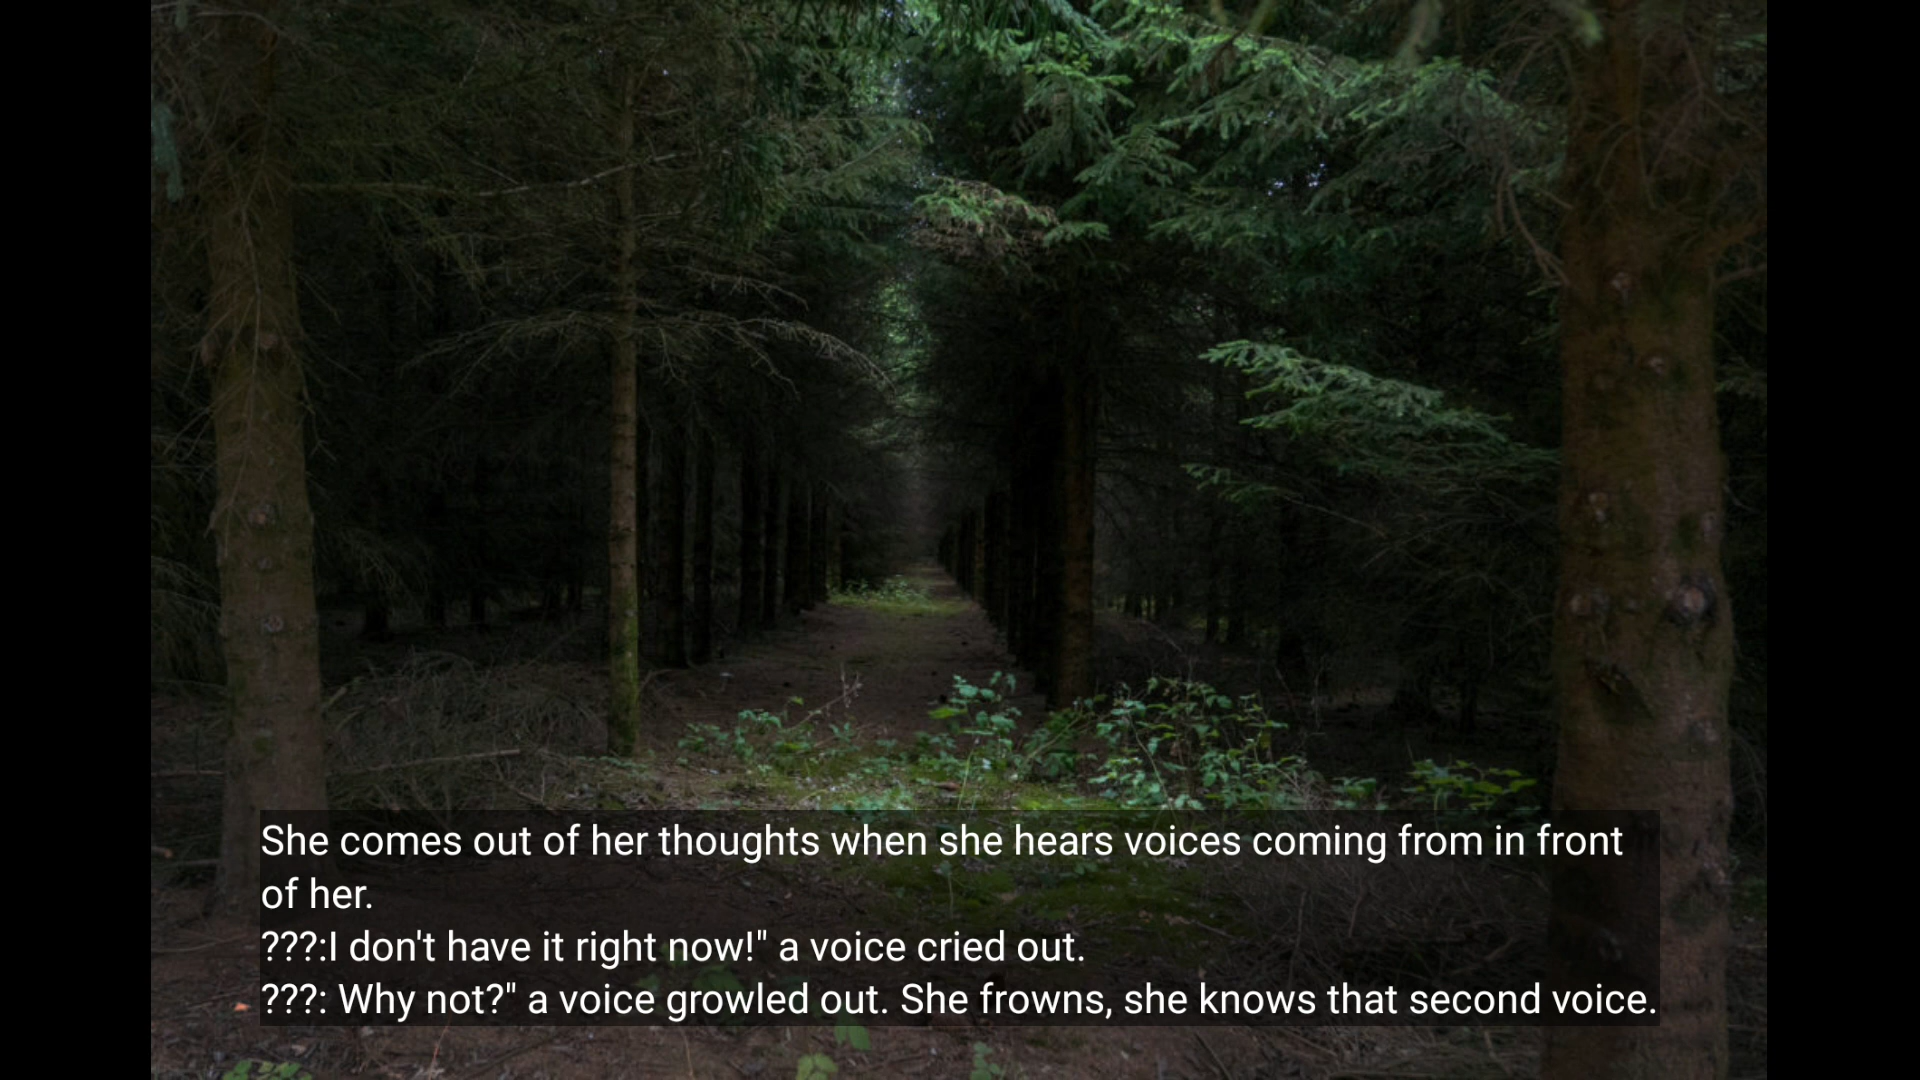 She comes out of her thoughts when she hears voices coming from in front
of her.
???:I don't have it right now!" a voice cried out.
???: Why not?" a voice growled out. She frowns, she knows that second voice.